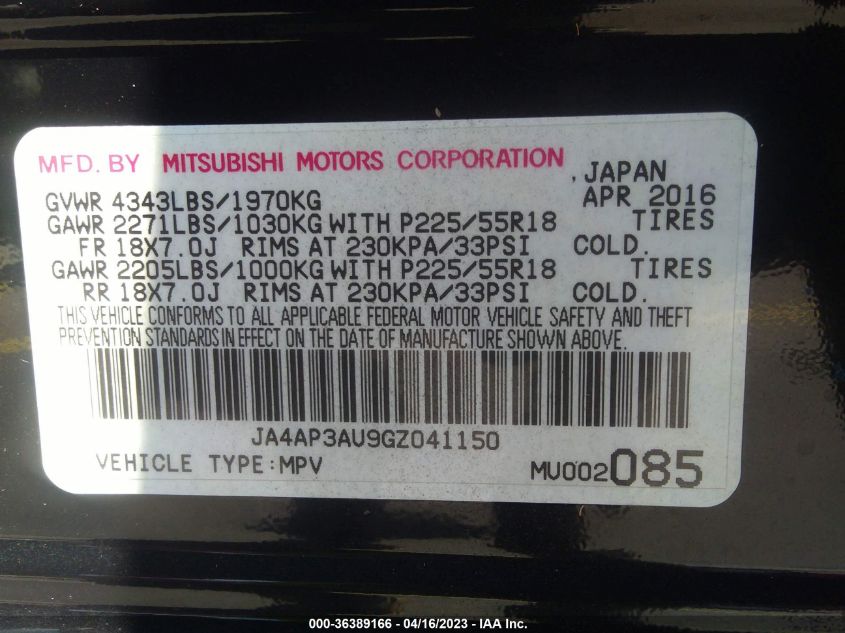 MFD. BY MITSUBISHI MOTORS CORPORATION
, JAPAN
GVWR 4343LBS/1970KG APR 2016
GAWR 2271LBS/1030KG WITH P225/55R18 TIRES
FR 18X7.0J RIMS AT 230KPA/33PSI COLD.
GAWR 2205LBS/1000KG WITH P225/55R18 TIRES
RR 18X7.0J RIMS AT 230KPA/33PSI COLD.
THIS VEHICLE CONFORMS TO ALL APPLICABLE FEDERAL MOTOR VEHICLE SAFETY AND THEFT
PREVENTION STANDARDS IN EFFECT ON THE DATE OF MANUFACTURE SHOWN ABOVE.
JA4AP3AU9GZ041150
VEHICLE TYPE:MPV MU002085
000-36389166 - 04/16/2023 - IAA Inc.